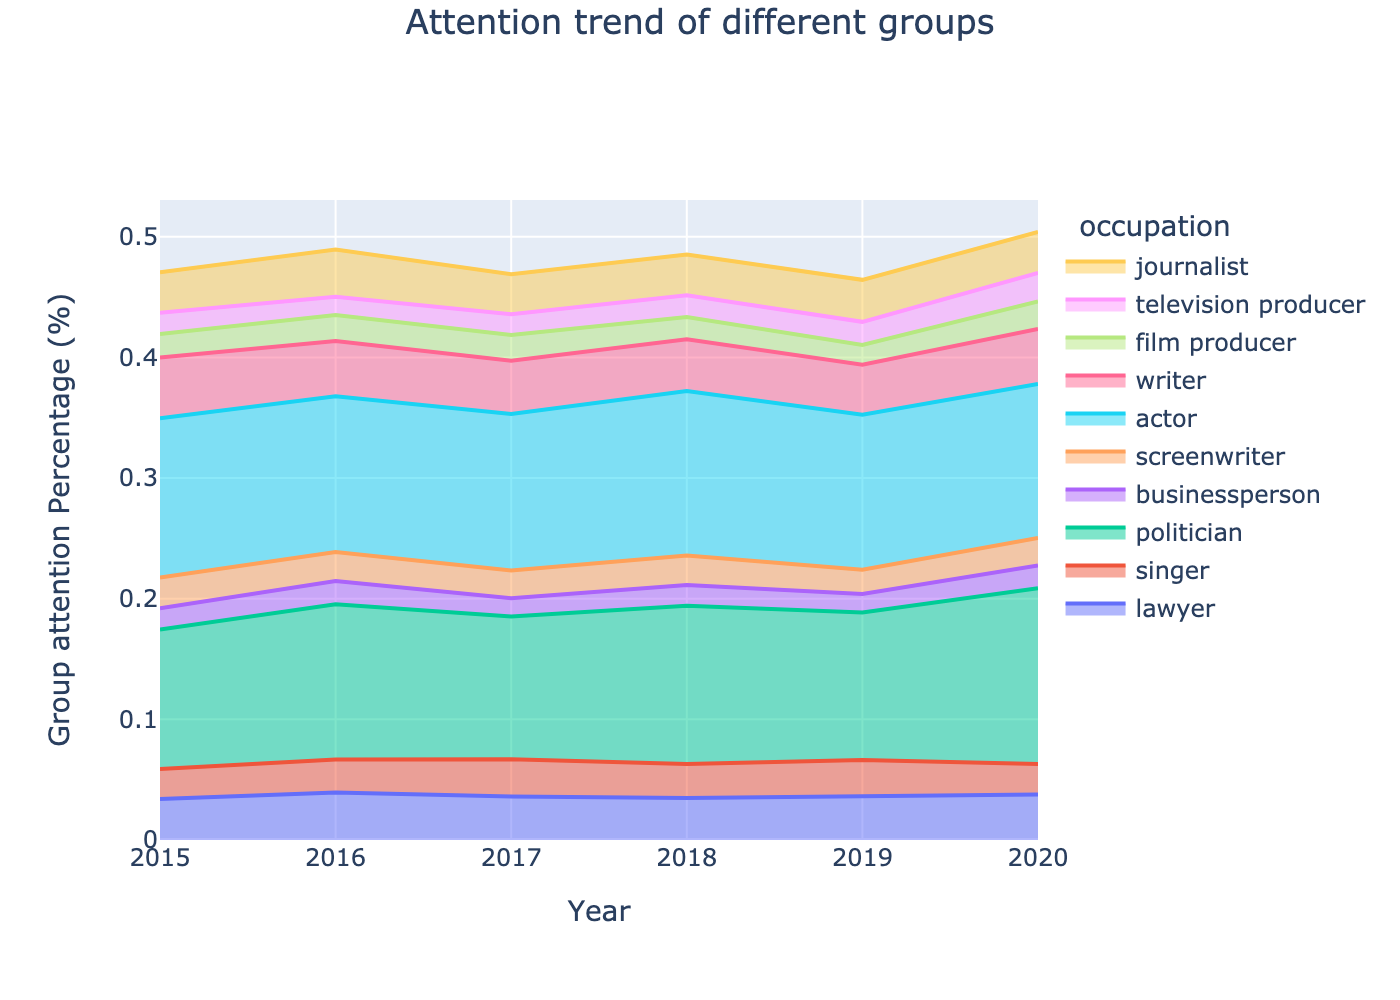 Attention trend of different groups
Group attention Percentage (%)
0.5
0.4
0.3
0.2
0.1
0
2015 2016 2017 2018 2019 2020
Year
occupation
journalist
television producer
film producer
writer
actor
screenwriter
businessperson
politician
singer
lawyer